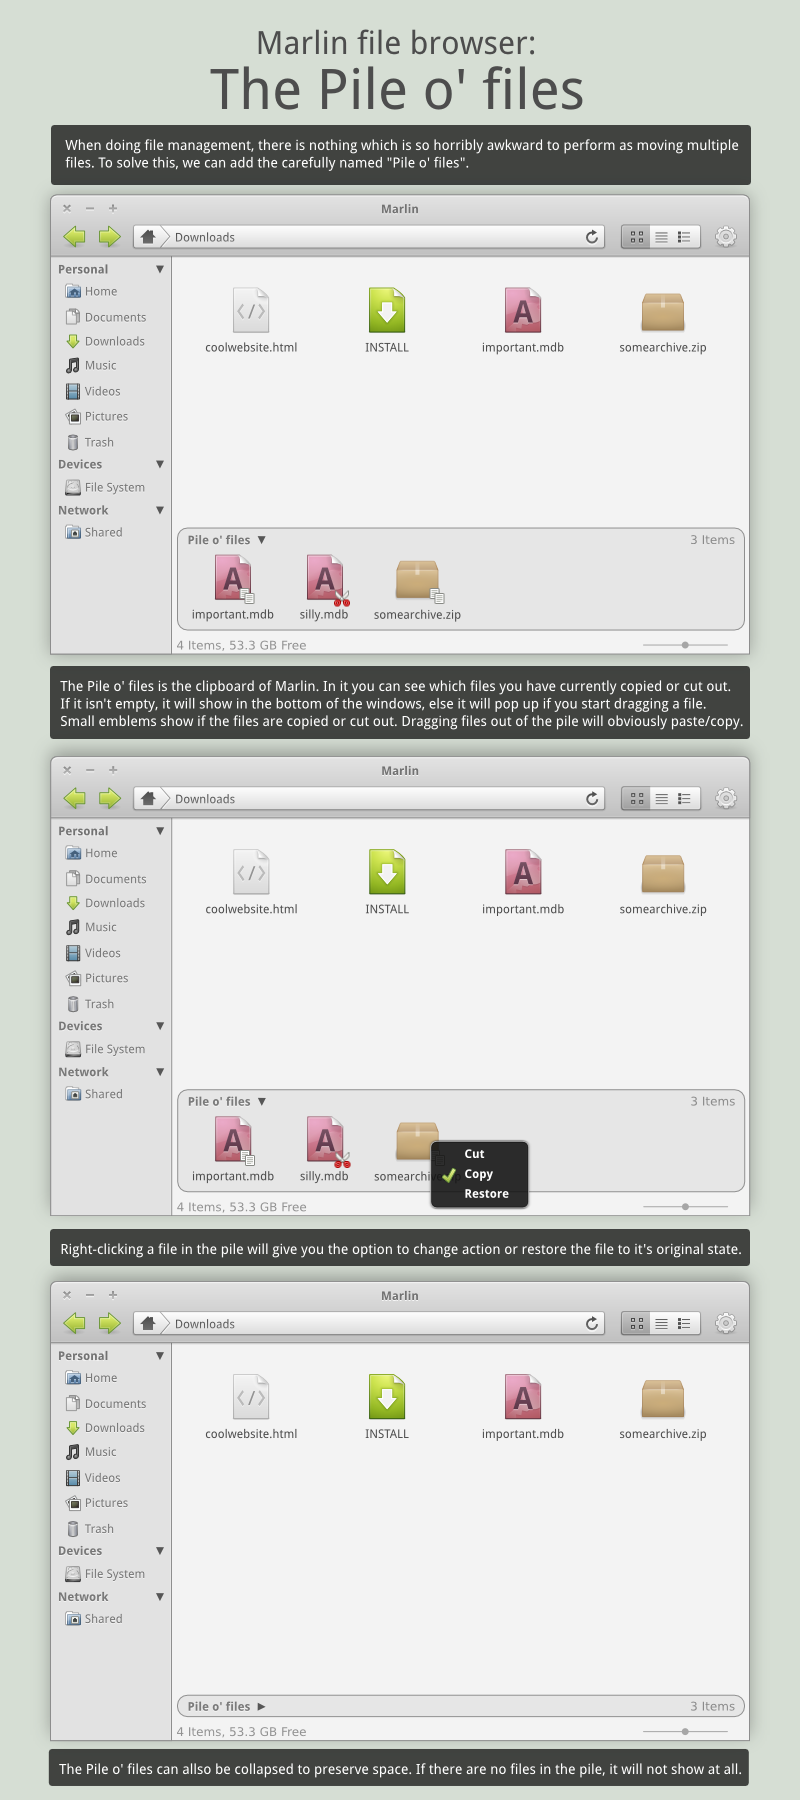 Marlin file browser:
The Pile o' files
When doing file management, there is nothing which is so horribly awkward to perform as moving multiple
files. To solve this, we can add the carefully named "Pile o' files".
Marlin
Downloads
Personal
Home
Documents
Downloads
Music
Videos
Pictures
Trash
Devices
File System
Network
Shared
coolwebsite.html
INSTALL
important.mdb
somearchive.zip
Pile o' files
3 Items
important.mdb
silly.mdb
somearchive.zip
4 Items, 53.3 GB Free
The Pile o' files is the clipboard of Marlin. In it you can see which files you have currently copied or cut out.
If it isn't empty, it will show in the bottom of the windows, else it will pop up if you start dragging a file.
Small emblems show if the files are copied or cut out. Dragging files out of the pile will obviously paste/copy.
Marlin
Downloads
Personal
Home
Documents
Downloads
Music
Videos
Pictures
Trash
Devices
File System
Network
Shared
coolwebsite.html
INSTALL
important.mdb
somearchive.zip
Pile o' files
3 Items
important.mdb
silly.mdb
Cut
Copy
Restore
4 Items, 53.3 GB Free
Right-clicking a file in the pile will give you the option to change action or restore the file to it's original state.
Marlin
Downloads
Personal
Home
Documents
Downloads
Music
Videos
Pictures
Trash
Devices
File System
Network
Shared
coolwebsite.html
INSTALL
important.mdb
somearchive.zip
Pile o' files
3 Items
4 Items, 53.3 GB Free
The Pile o' files can allso be collapsed to preserve space. If there are no files in the pile, it will not show at all.